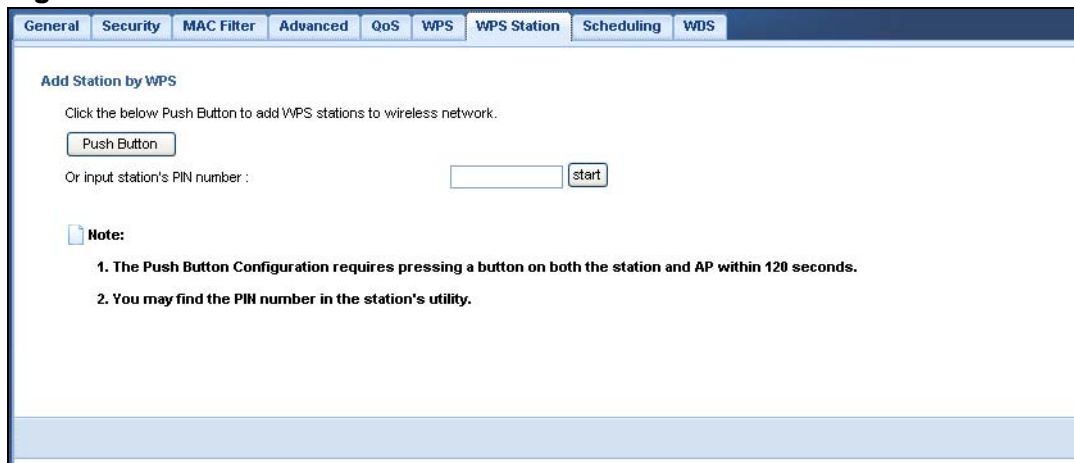 General Security MAC Filter Advanced QoS WPS WPS Station Scheduling WDS
Add Station by WPS
Click the below Push Button to add WPS stations to wireless network.
Push Button
Or input station's PIN number : start
Note:
1. The Push Button Configuration requires pressing a button on both the station and AP within 120 seconds.
2. You may find the PIN number in the station's utility.